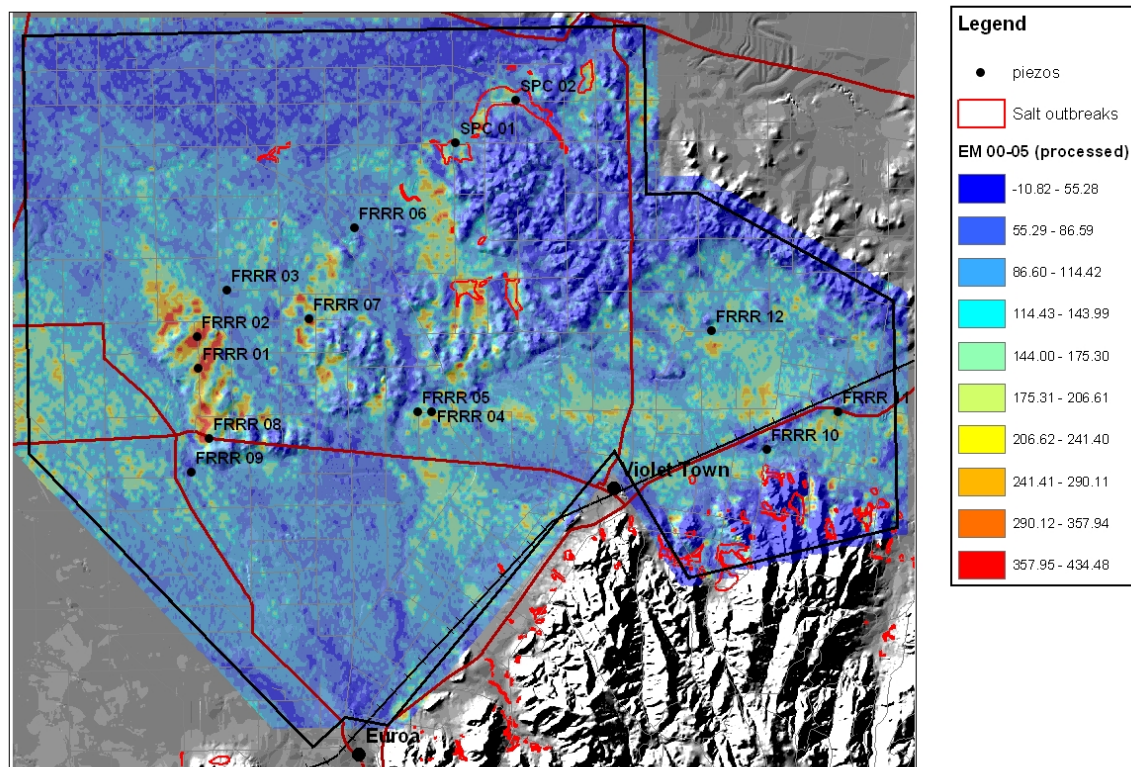 SPC 02
SPC 01
FRRR 06
FRRR 03
FRRR 07
FRRR 02
FRRR 12
FRRR 01
FRRR 05
FRRR 04
FRRR 11
FRRR 08
FRRR 10
FRRR 09
Violet Town
Euroa
Legend
piezos
Salt outbreaks
EM 00-05 (processed)
-10.82 - 55.28
55.29 - 86.59
86.60 - 114.42
114.43 - 143.99
144.00 - 175.30
175.31 - 206.61
206.62 - 241.40
241.41 - 290.11
290.12 - 357.94
357.95 - 434.48